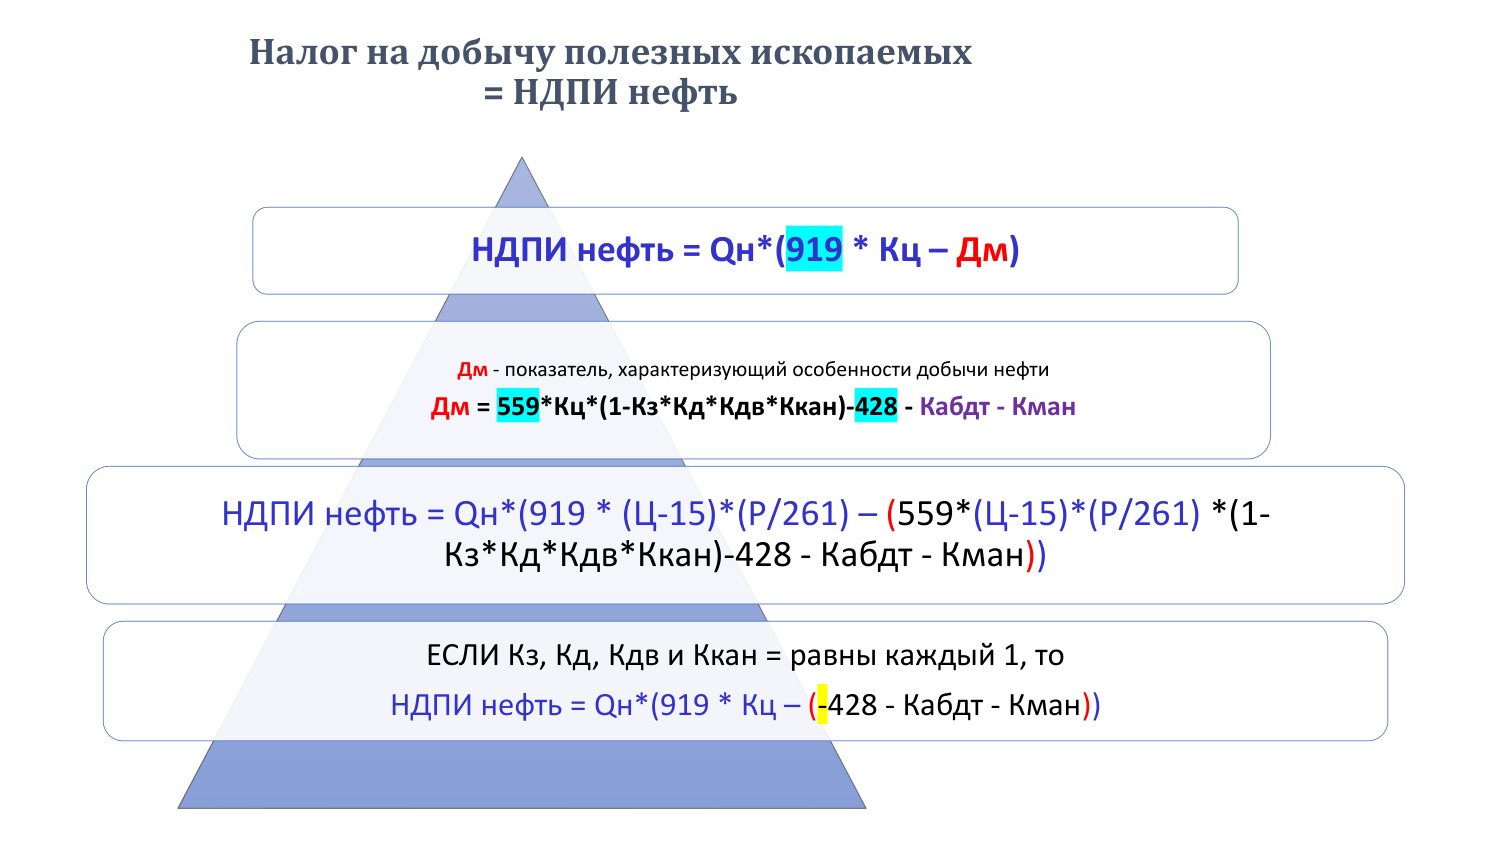 Налог на добычу полезных ископаемых
= НДПИ нефть
НДПИ нефть = Qн*(919 * Кц – Дм)
Дм - показатель, характеризующий особенности добычи нефти
Дм = 559*Кц*(1-Кз*Кд*Кдв*Ккан)-428 - Кабдт - Кман
НДПИ нефть = Qн*(919 * (Ц-15)*(Р/261) – (559*(Ц-15)*(Р/261) *(1-
Кз*Кд*Кдв*Ккан)-428 - Кабдт - Кман))
ЕСЛИ Кз, Кд, Кдв и Ккан = равны каждый 1, то
НДПИ нефть = Qн*(919 * Кц – (-428 - Кабдт - Кман))